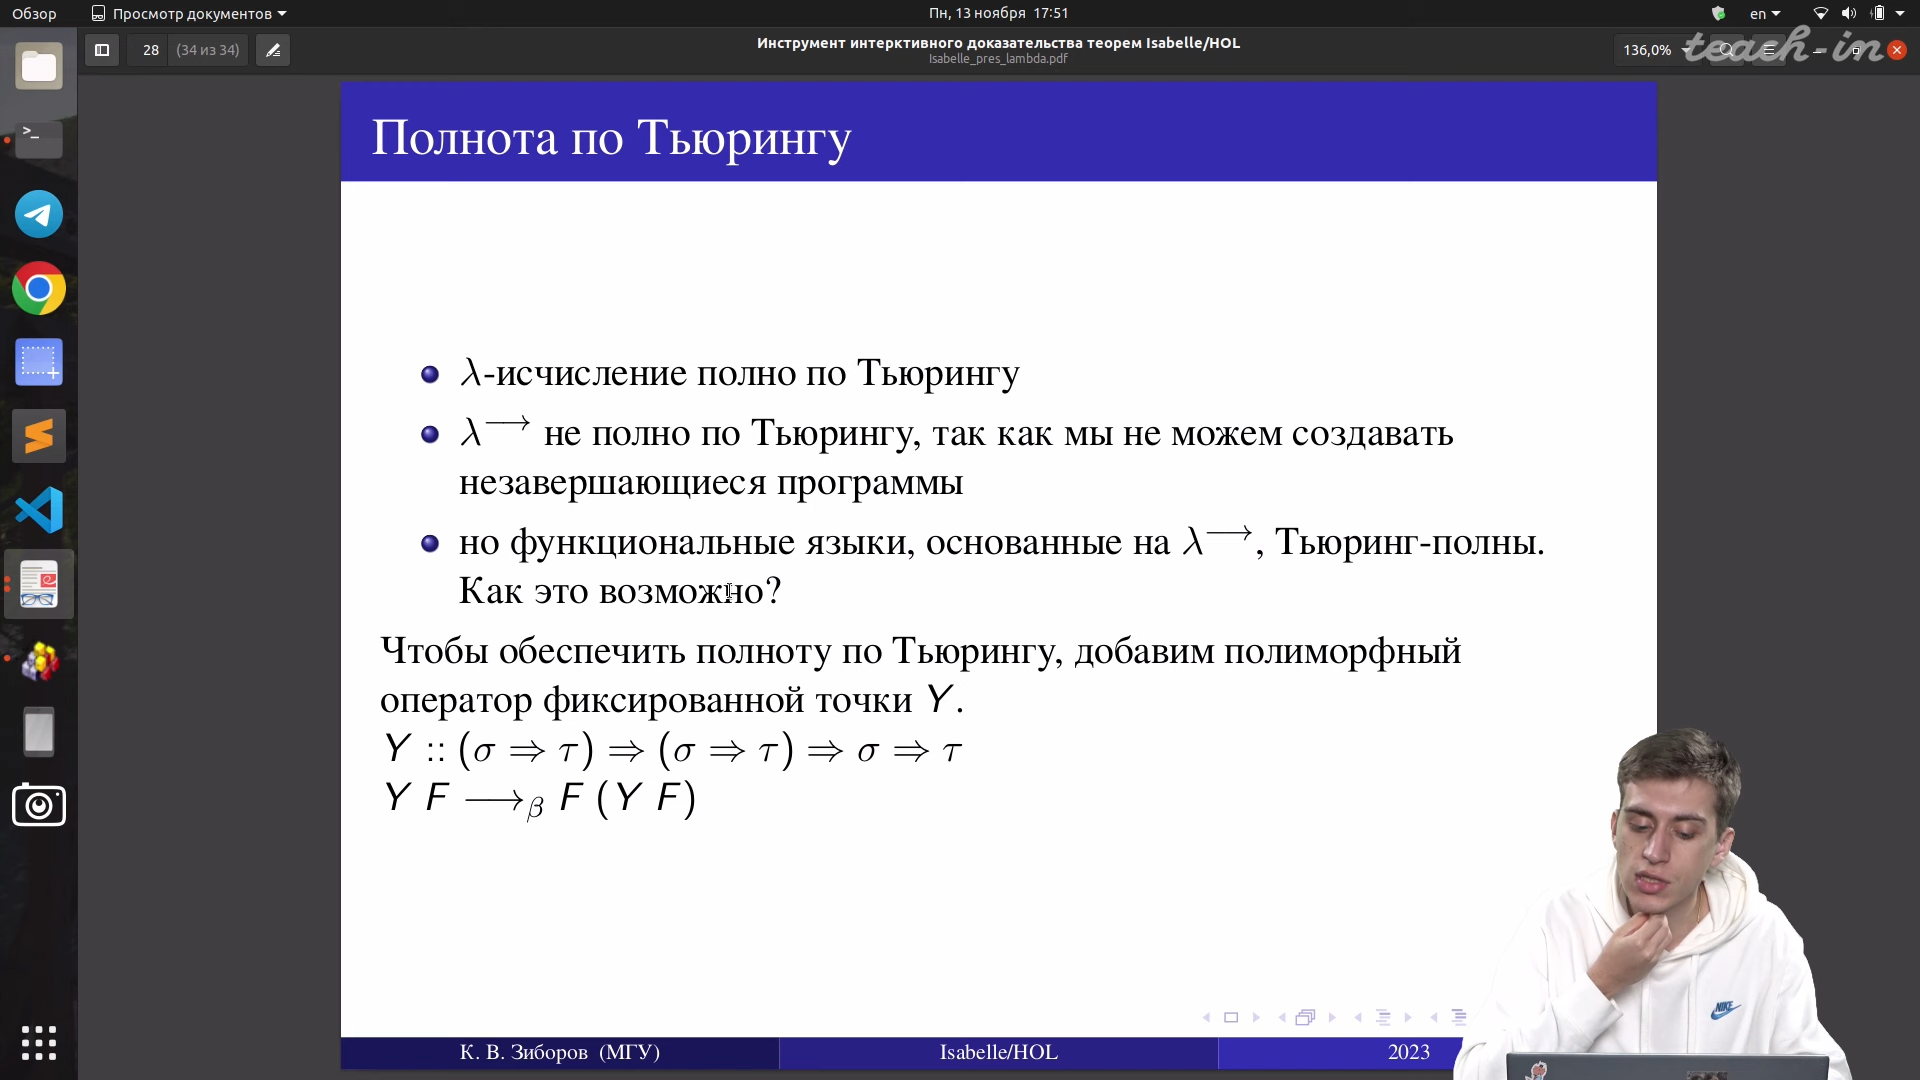 Обзор
Просмотр документов
Пн, 13 ноября 17:51
en
28 (34 из 34)
Инструмент интерктивного доказательства теорем Isabelle/HOL
Isabelle_pres_lambda.pdf
136,0%
teach-in
Полнота по Тьюрингу
λ-исчисление полно по Тьюрингу
λ⟶ не полно по Тьюрингу, так как мы не можем создавать
незавершающиеся программы
но функциональные языки, основанные на λ⟶, Тьюринг-полны.
Как это возможно?
Чтобы обеспечить полноту по Тьюрингу, добавим полиморфный
оператор фиксированной точки Y.
Y :: (σ ⇒ τ) ⇒ (σ ⇒ τ) ⇒ σ ⇒ τ
Y F ⟶β F (Y F)
NIKE
К. В. Зиборов (МГУ)
Isabelle/HOL
2023